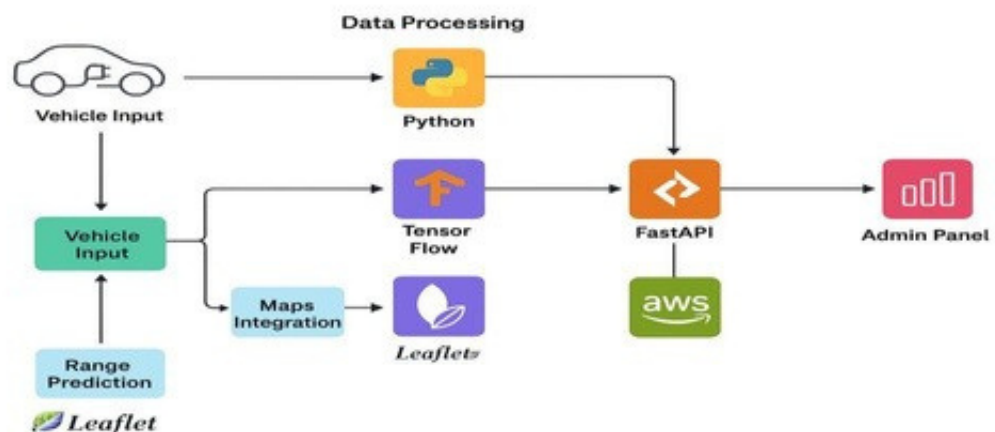 Data Processing
Vehicle Input
Python
Vehicle
Input
Tensor
Flow
FastAPI
Admin Panel
Maps
Integration
Leaflet
aws
Range
Prediction
Leaflet